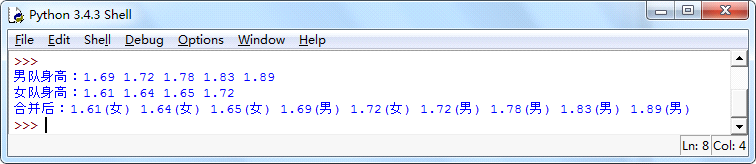 Python 3.4.3 Shell
File Edit Shell Debug Options Window Help
>>>
男队身高：1.69 1.72 1.78 1.83 1.89
女队身高：1.61 1.64 1.65 1.72
合并后：1.61(女) 1.64(女) 1.65(女) 1.69(男) 1.72(女) 1.72(男) 1.78(男) 1.83(男) 1.89(男)
>>>
Ln: 8 Col: 4